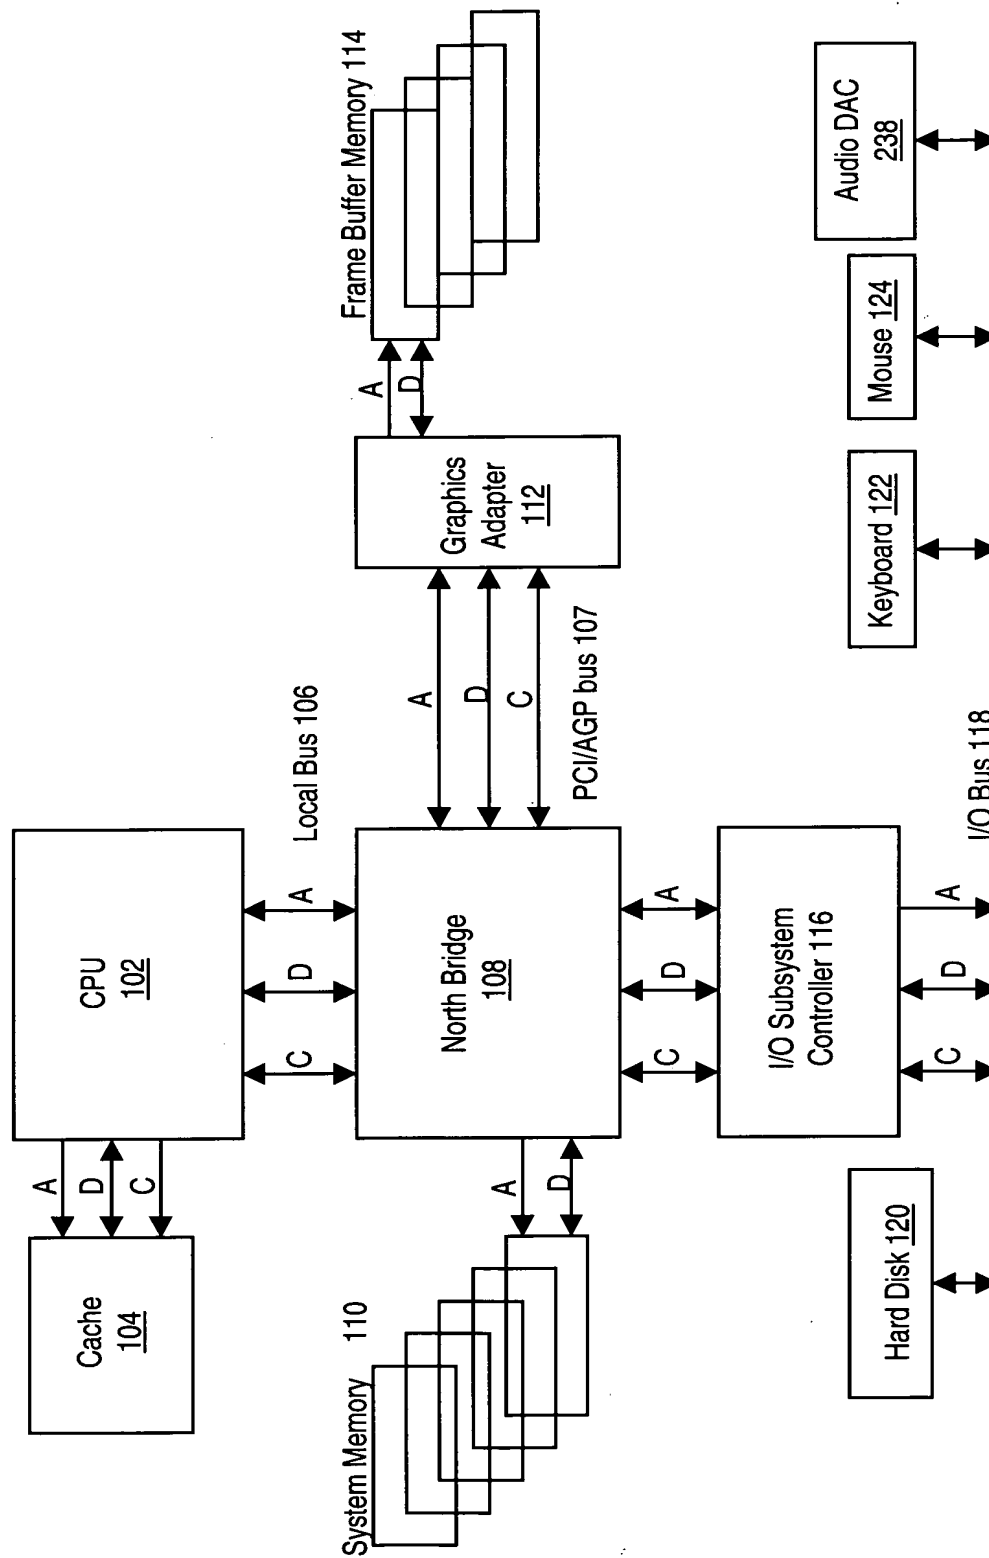 Cache
104
A
D
C
CPU
102
C
D
A
Local Bus 106
System Memory 110
A
D
North Bridge
108
A
D
C
PCI/AGP bus 107
Graphics
Adapter
112
A
D
Frame Buffer Memory 114
C
D
A
I/O Subsystem
Controller 116
C
D
A
I/O Bus 118
Hard Disk 120
Keyboard 122
Mouse 124
Audio DAC
238